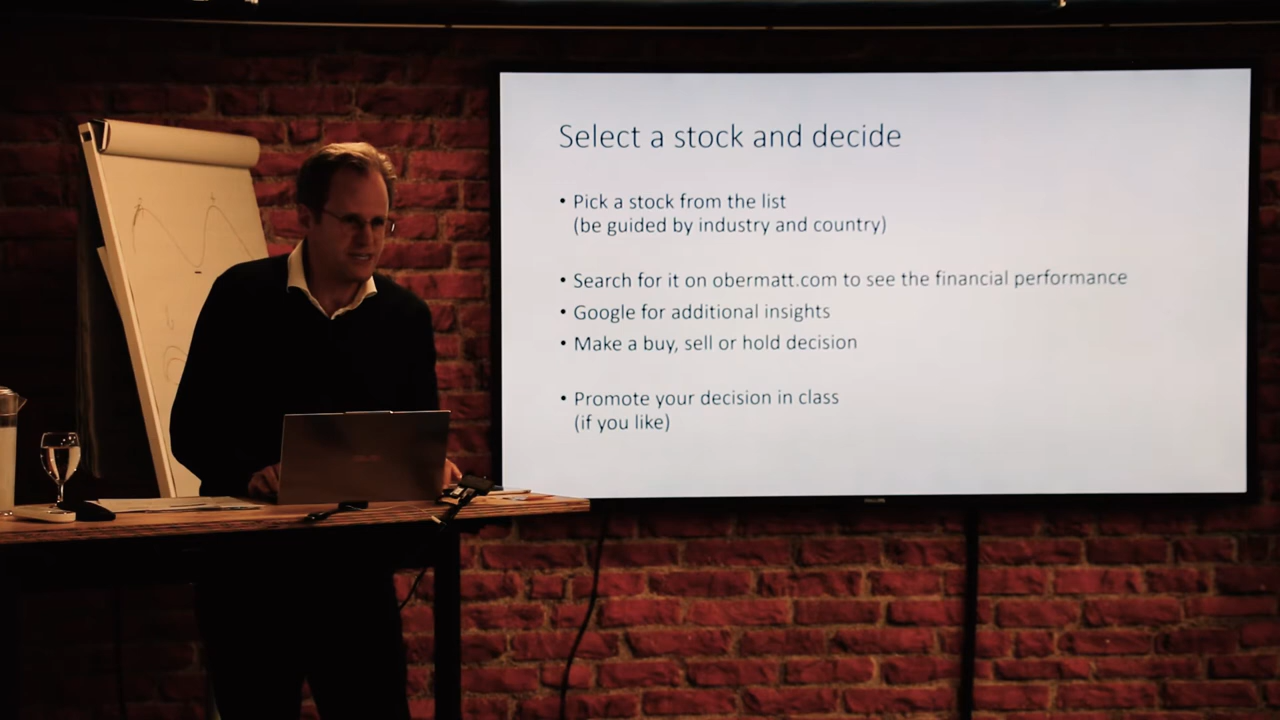 Select a stock and decide
• Pick a stock from the list
(be guided by industry and country)
• Search for it on obermatt.com to see the financial performance
• Google for additional insights
• Make a buy, sell or hold decision
• Promote your decision in class
(if you like)